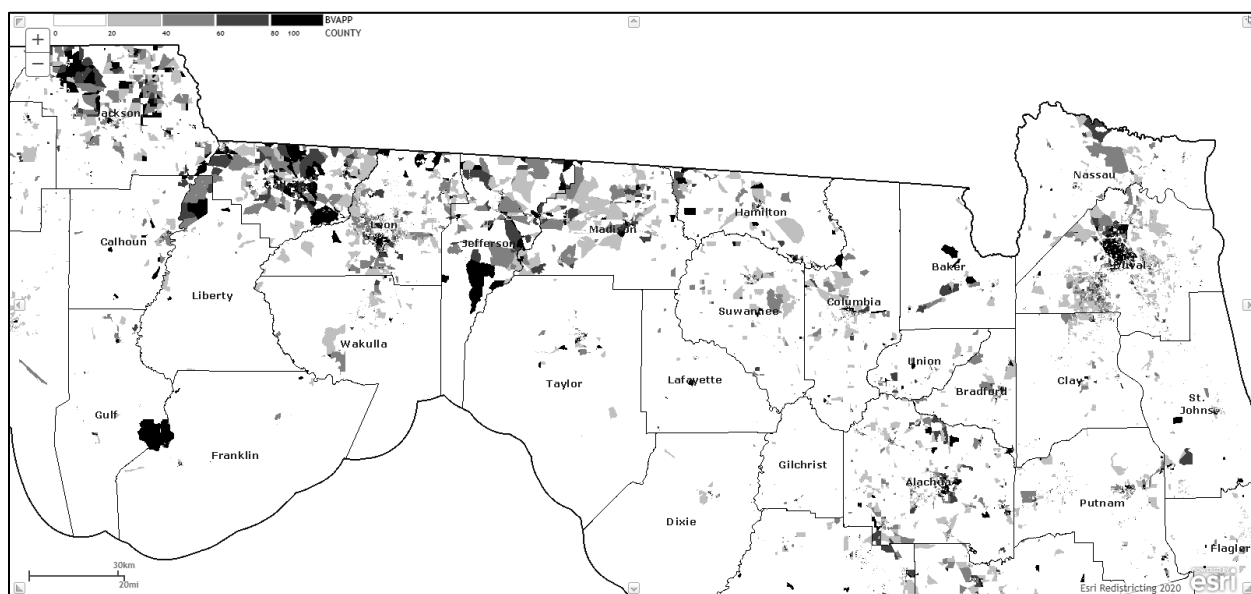 BVAPP
0 20 40 60 80 100 COUNTY
+
−
Jackson
Nassau
Hamilton
Calhoun
Leon
Jefferson
Madison
Baker
Duval
Liberty
Suwannee
Columbia
Wakulla
Union
Taylor
Lafayette
Bradford
Clay
St.
Johns
Gulf
Franklin
Gilchrist
Alachua
Putnam
Dixie
Flagler
30km
20mi
Esri Redistricting 2020
esri